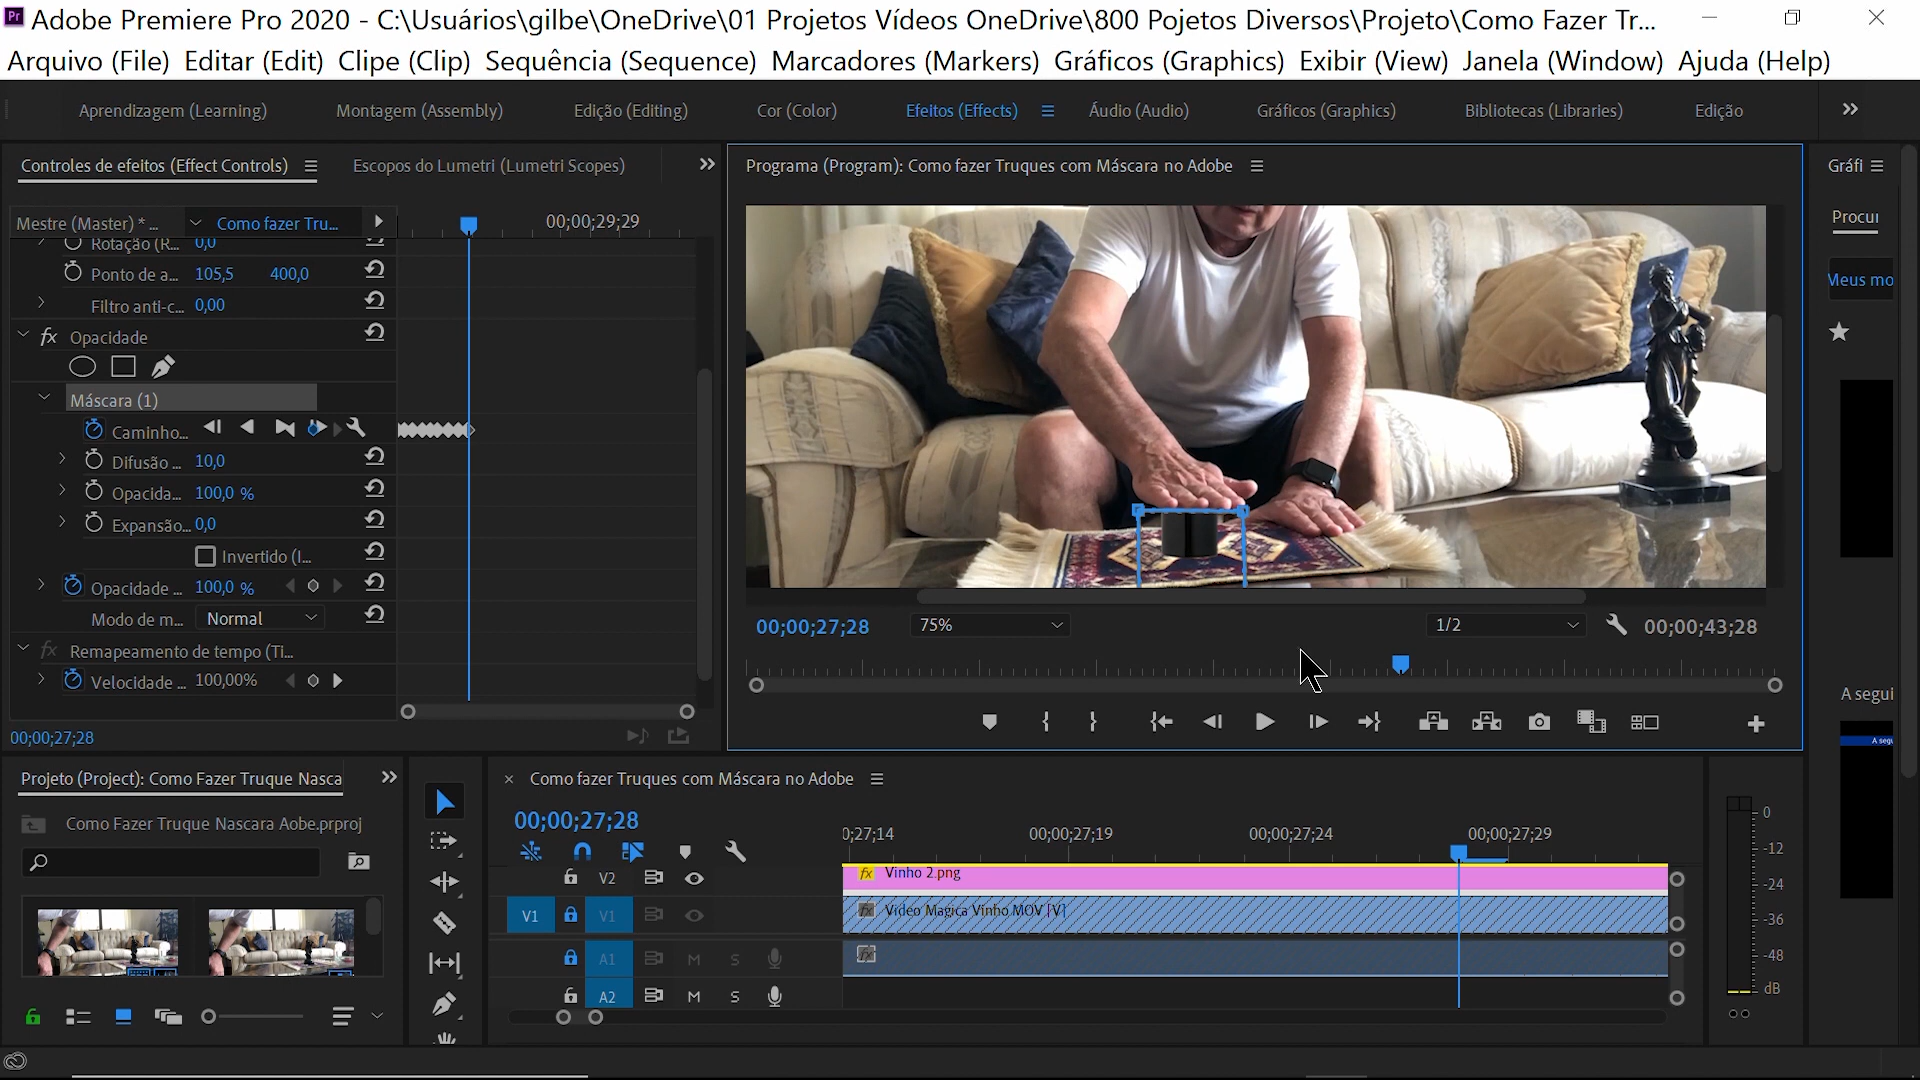 Adobe Premiere Pro 2020 - C:\Usuários\gilbe\OneDrive\01 Projetos Vídeos OneDrive\800 Pojetos Diversos\Projeto\Como Fazer Tr...
Arquivo (File) Editar (Edit) Clipe (Clip) Sequência (Sequence) Marcadores (Markers) Gráficos (Graphics) Exibir (View) Janela (Window) Ajuda (Help)
Aprendizagem (Learning) Montagem (Assembly) Edição (Editing) Cor (Color) Efeitos (Effects) Áudio (Audio) Gráficos (Graphics) Bibliotecas (Libraries) Edição
Controles de efeitos (Effect Controls) Escopos do Lumetri (Lumetri Scopes)
Mestre (Master) * ... Como fazer Tru... 00;00;29;29
Rotação (R... 0,0
Ponto de a... 105,5 400,0
Filtro anti-c... 0,00
fx Opacidade
Máscara (1)
Caminho...
Difusão ... 10,0
Opacida... 100,0 %
Expansão... 0,0
Invertido (I...
Opacidade ... 100,0 %
Modo de m... Normal
fx Remapeamento de tempo (Ti...
Velocidade ... 100,00%
00;00;27;28
Programa (Program): Como fazer Truques com Máscara no Adobe
00;00;27;28 75% 1/2 00;00;43;28
Gráfi
Procui
Meus mo
A segui
A segu
Projeto (Project): Como Fazer Truque Nasca
Como Fazer Truque Nascara Aobe.prproj
× Como fazer Truques com Máscara no Adobe
00;00;27;28
0;27;14 00;00;27;19 00;00;27;24 00;00;27;29
V2
fx Vinho 2.png
V1 V1
fx Video Magica Vinho MOV [V]
A1 M S
fx
A2 M S
0
-12
-24
-36
-48
dB